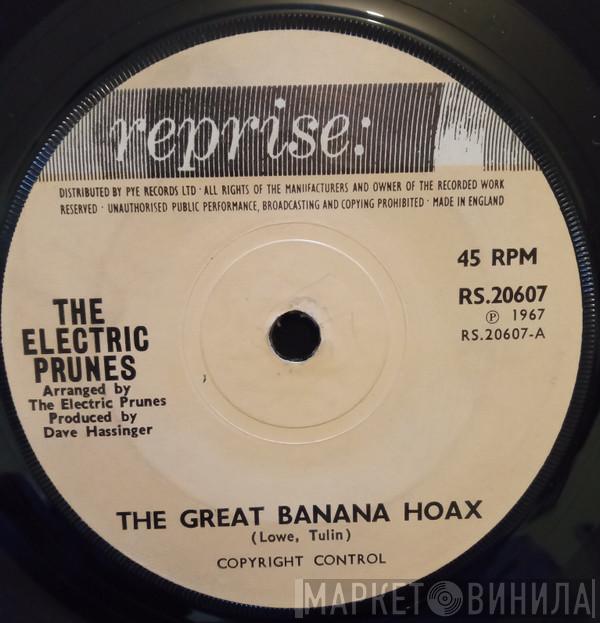 reprise:
DISTRIBUTED BY PYE RECORDS LTD · ALL RIGHTS OF THE MANUFACTURERS AND OWNER OF THE RECORDED WORK
RESERVED · UNAUTHORISED PUBLIC PERFORMANCE, BROADCASTING AND COPYING PROHIBITED · MADE IN ENGLAND
45 RPM
RS.20607
℗ 1967
RS.20607-A
THE
ELECTRIC
PRUNES
Arranged by
The Electric Prunes
Produced by
Dave Hassinger
THE GREAT BANANA HOAX
(Lowe, Tulin)
COPYRIGHT CONTROL
МАРКЕТ ВИНИЛА